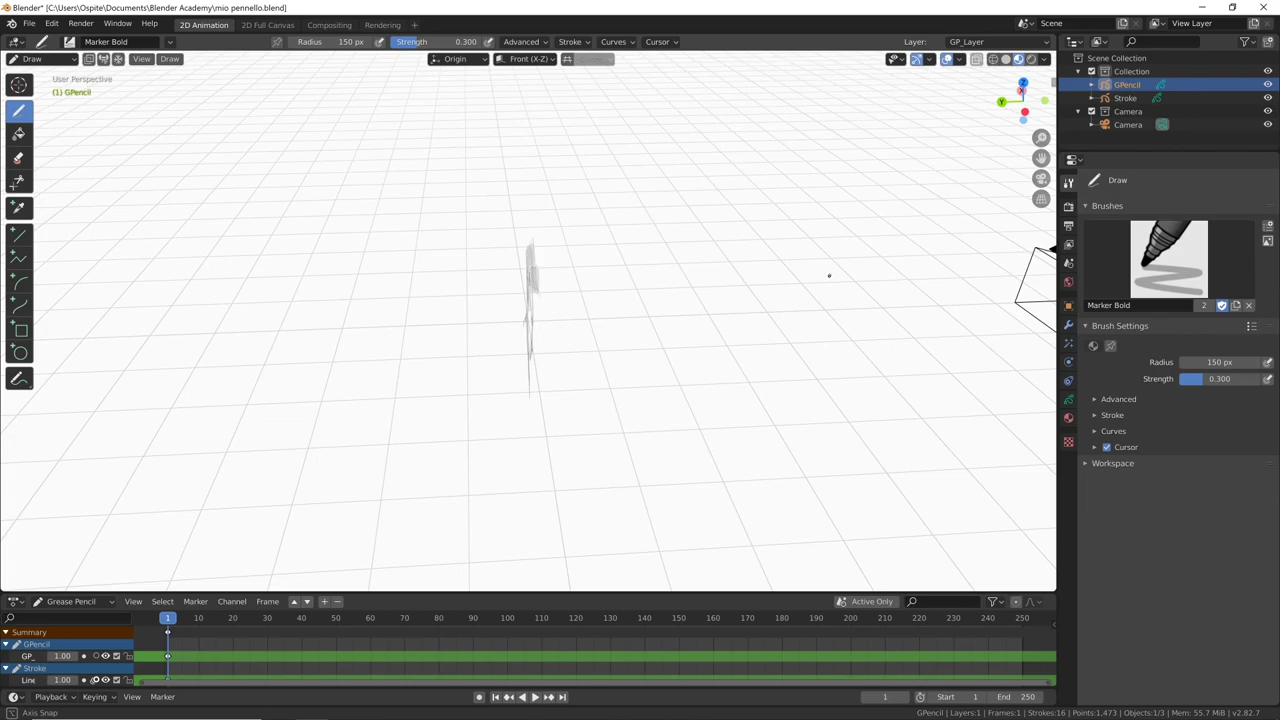 Blender* [C:\Users\Ospite\Documents\Blender Academy\mio pennello.blend]
File Edit Render Window Help 2D Animation 2D Full Canvas Compositing Rendering + Scene View Layer
Marker Bold Radius 150 px Strength 0.300 Advanced Stroke Curves Cursor Layer: GP_Layer
Draw View Draw Origin Front (X-Z)
User Perspective
(1) GPencil
Z
X
Y
Scene Collection
Collection
GPencil
Stroke
Camera
Camera
Draw
Brushes
Marker Bold 2
Brush Settings
Radius 150 px
Strength 0.300
Advanced
Stroke
Curves
Cursor
Workspace
Grease Pencil View Select Marker Channel Frame Active Only
1 10 20 30 40 50 60 70 80 90 100 110 120 130 140 150 160 170 180 190 200 210 220 230 240 250
Summary
GPencil
GP_ 1.00
Stroke
Line 1.00
Playback Keying View Marker 1 Start 1 End 250
Axis Snap GPencil | Layers:1 | Frames:1 | Strokes:16 | Points:1,473 | Objects:1/3 | Mem: 55.7 MiB | v2.82.7